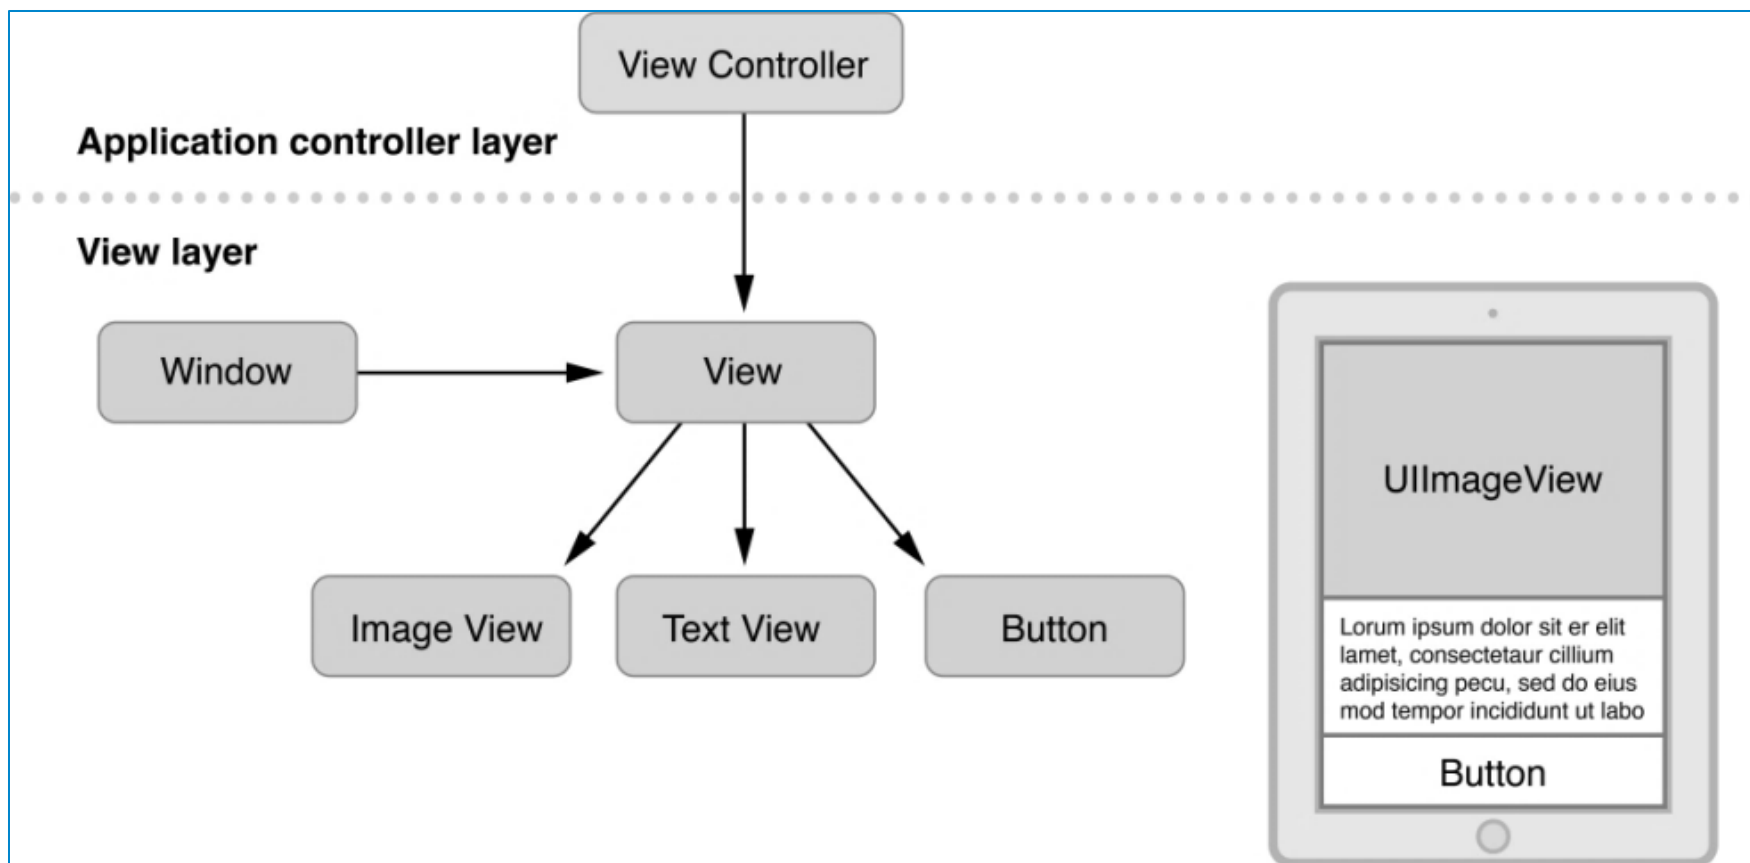 View Controller
Application controller layer
View layer
Window
View
Image View
Text View
Button
UIImageView
Lorum ipsum dolor sit er elit
lamet, consectetaur cillium
adipisicing pecu, sed do eius
mod tempor incididunt ut labo
Button